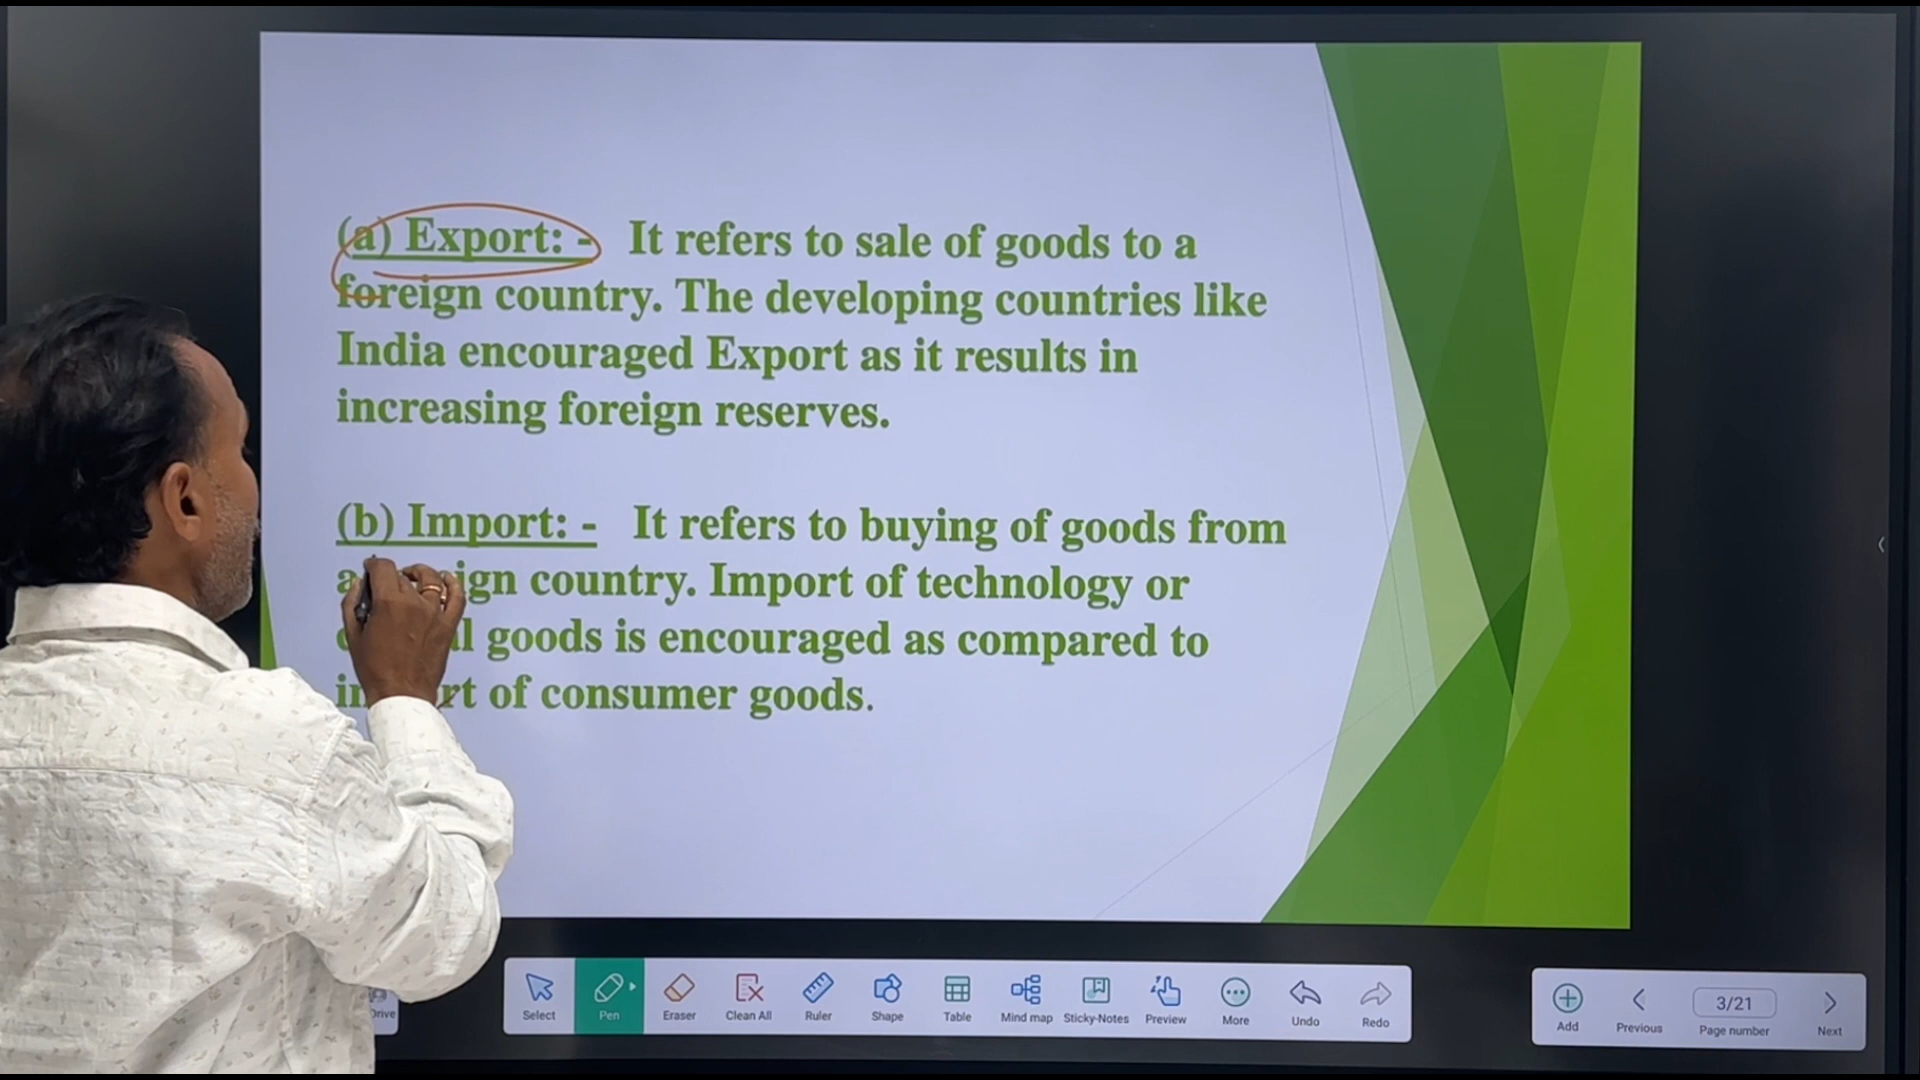 (a) Export: - It refers to sale of goods to a
foreign country. The developing countries like
India encouraged Export as it results in
increasing foreign reserves.
(b) Import: - It refers to buying of goods from
a country. Import of technology or
goods is encouraged as compared to
of consumer goods.
Drive
Select
Pen
Eraser
Clean All
Ruler
Shape
Table
Mind map
Sticky-Notes
Preview
More
Undo
Redo
Add
Previous
3/21
Page number
Next